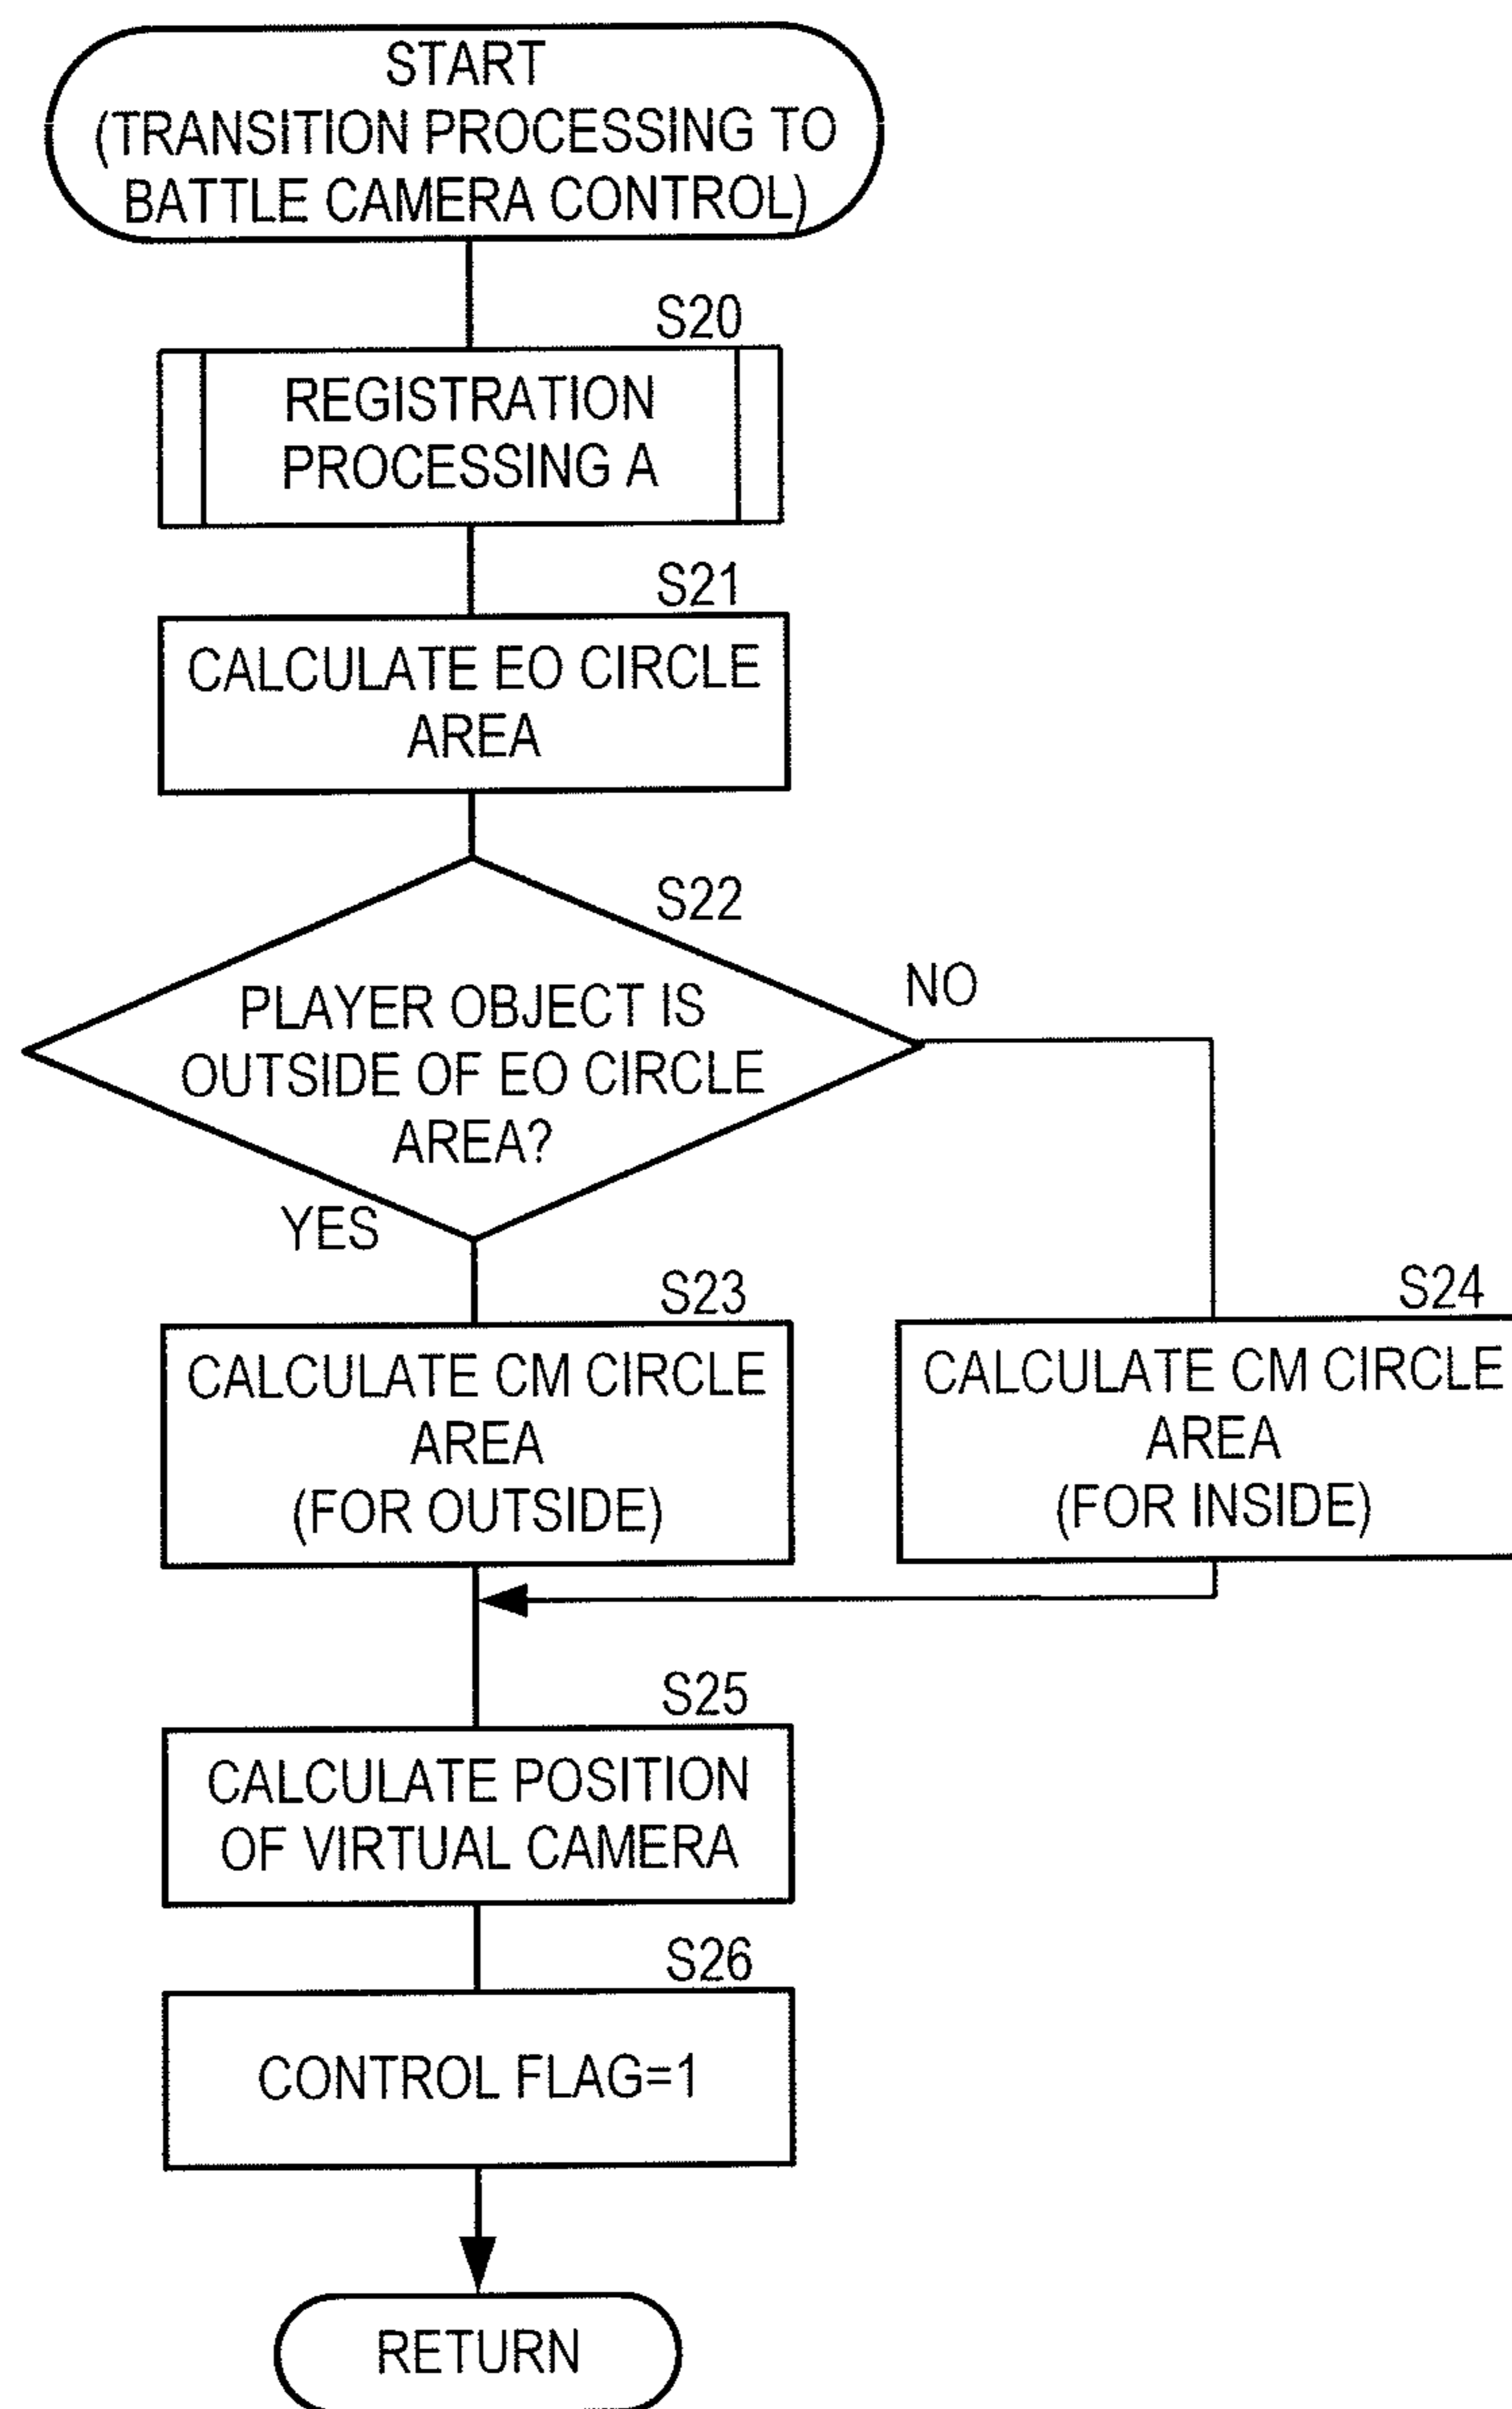 START
(TRANSITION PROCESSING TO
BATTLE CAMERA CONTROL)
S20
REGISTRATION
PROCESSING A
S21
CALCULATE EO CIRCLE
AREA
S22
PLAYER OBJECT IS
OUTSIDE OF EO CIRCLE
AREA?
NO
YES
S23
CALCULATE CM CIRCLE
AREA
(FOR OUTSIDE)
S24
CALCULATE CM CIRCLE
AREA
(FOR INSIDE)
S25
CALCULATE POSITION
OF VIRTUAL CAMERA
S26
CONTROL FLAG=1
RETURN